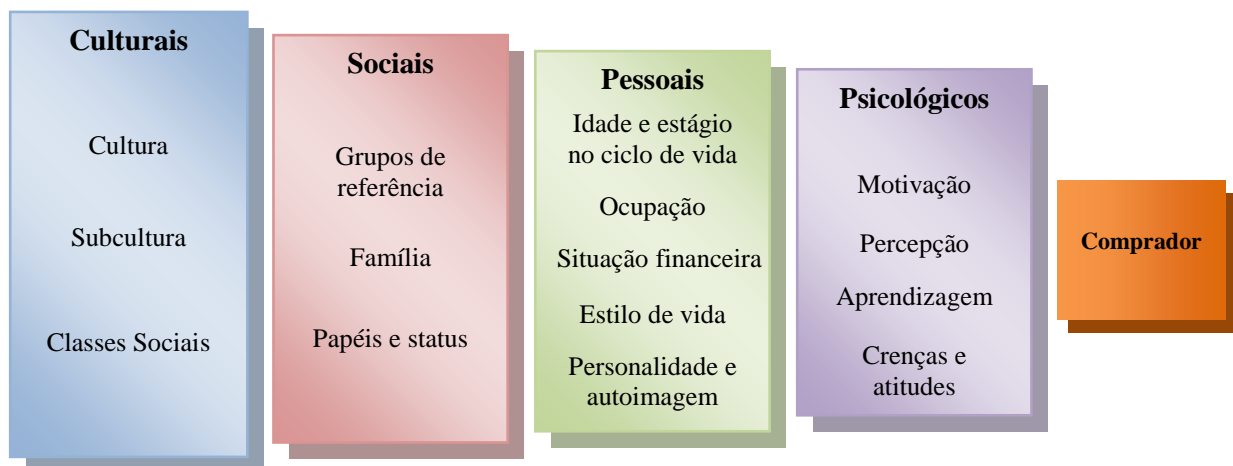 Culturais
Cultura
Subcultura
Classes Sociais
Sociais
Grupos de
referência
Família
Papéis e status
Pessoais
Idade e estágio
no ciclo de vida
Ocupação
Situação financeira
Estilo de vida
Personalidade e
autoimagem
Psicológicos
Motivação
Percepção
Aprendizagem
Crenças e
atitudes
Comprador